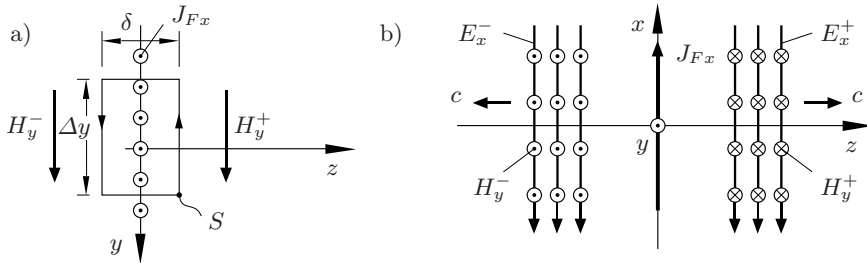 a)
δ
J_{Fx}
H_y^-
Δy
H_y^+
z
y
S
b)
E_x^-
x
E_x^+
J_{Fx}
c
c
y
z
H_y^-
H_y^+